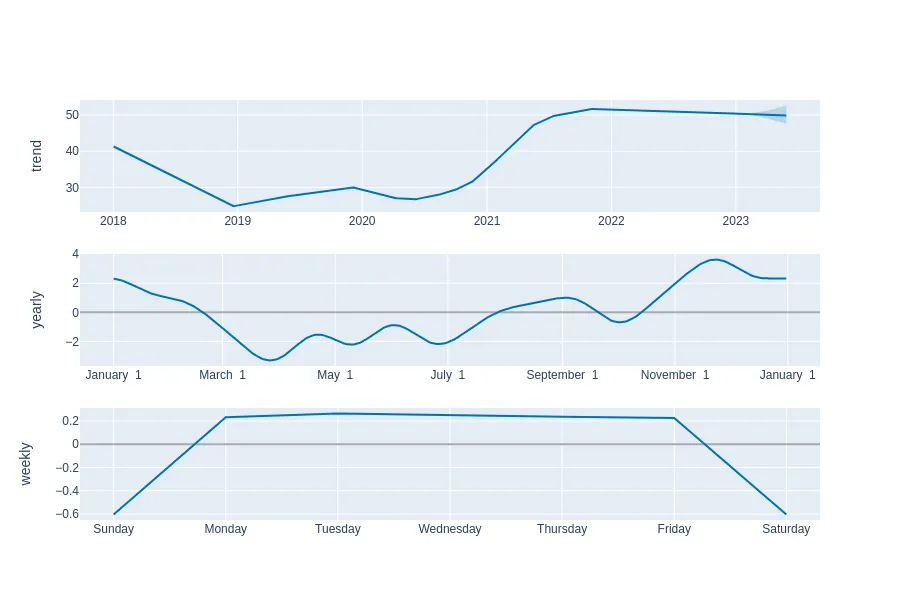 trend
50
40
30
2018 2019 2020 2021 2022 2023
yearly
4
2
0
−2
January 1 March 1 May 1 July 1 September 1 November 1 January 1
weekly
0.2
0
−0.2
−0.4
−0.6
Sunday Monday Tuesday Wednesday Thursday Friday Saturday